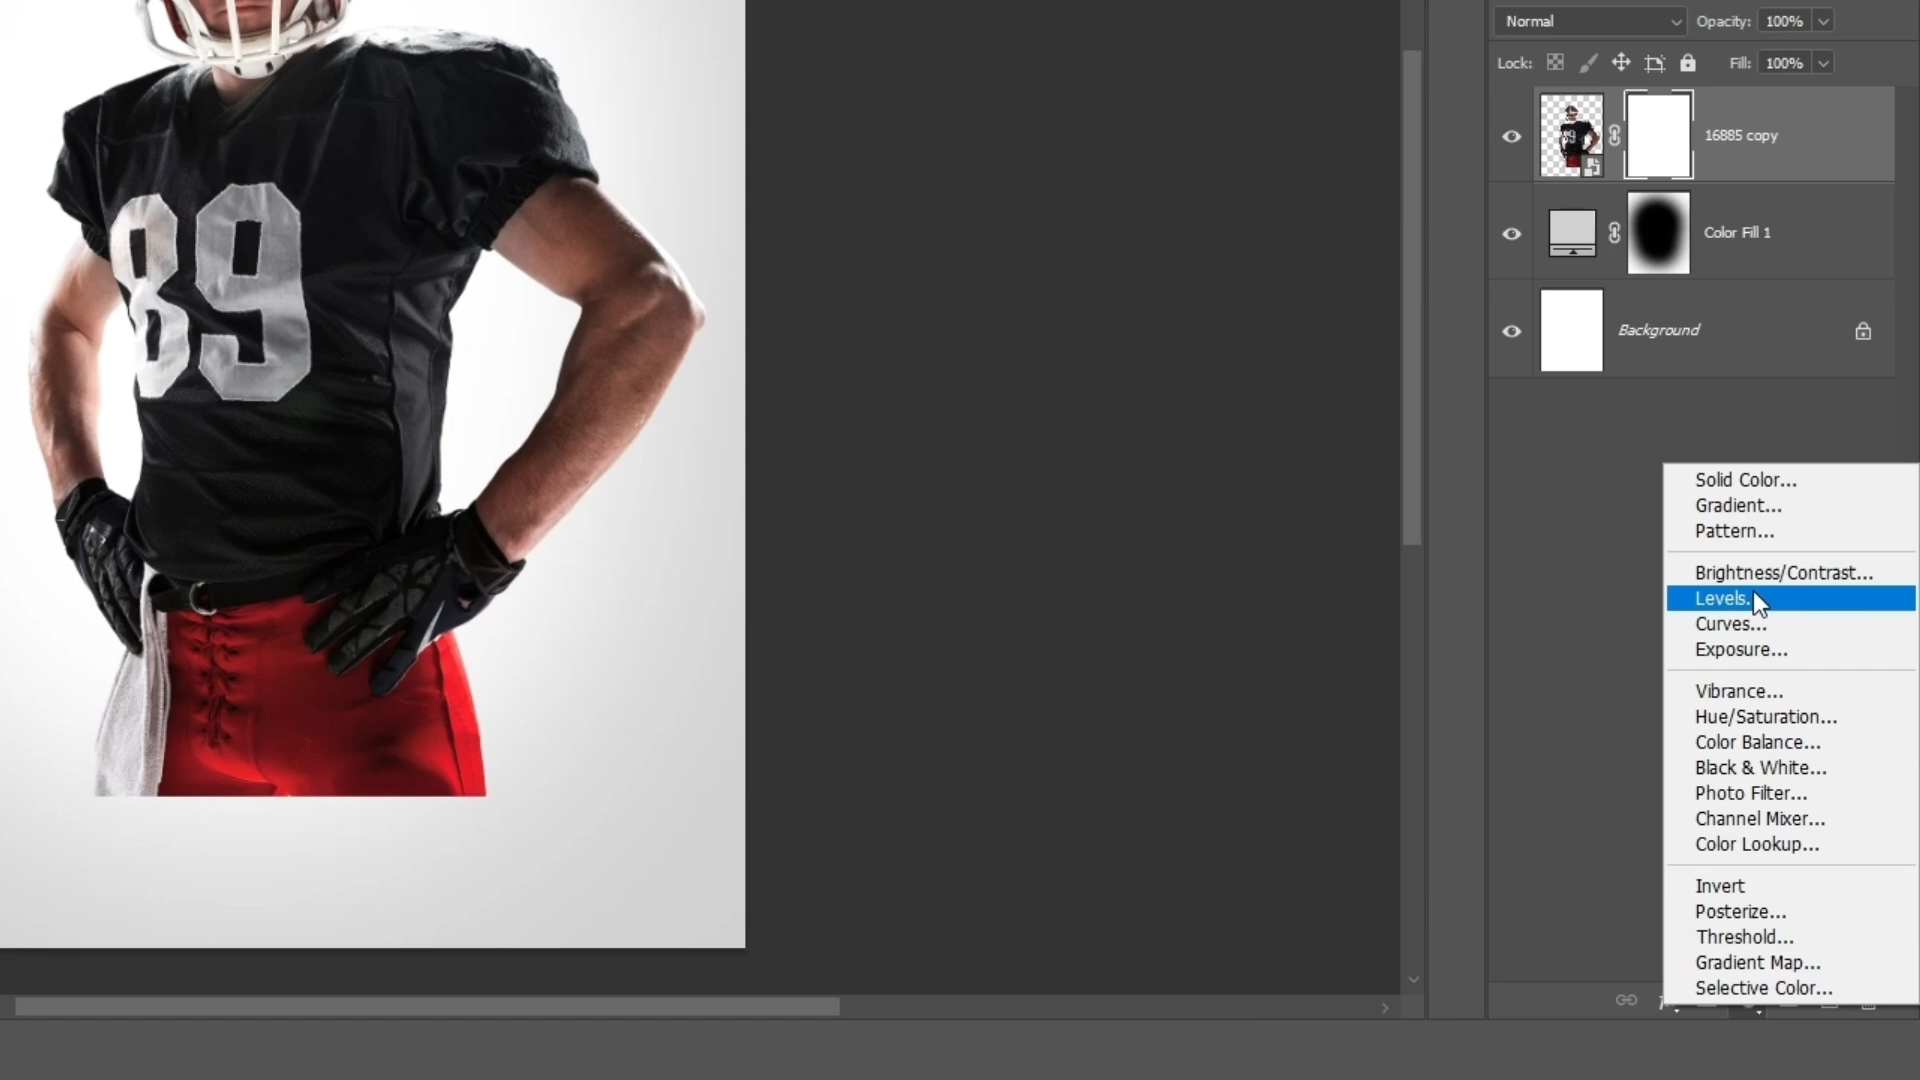 Normal Opacity: 100%
Lock: Fill: 100%
16885 copy
Color Fill 1
Background
89
Solid Color...
Gradient...
Pattern...
Brightness/Contrast...
Levels.
Curves...
Exposure...
Vibrance...
Hue/Saturation...
Color Balance...
Black & White...
Photo Filter...
Channel Mixer...
Color Lookup...
Invert
Posterize...
Threshold...
Gradient Map...
Selective Color...